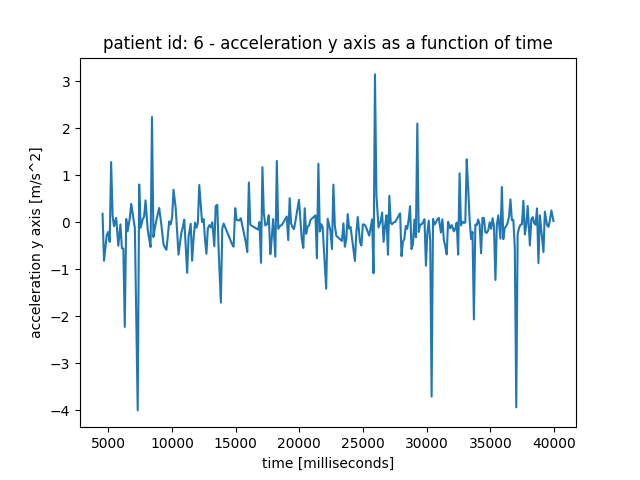 patient id: 6 - acceleration y axis as a function of time
3
2
1
0
−1
−2
−3
−4
acceleration y axis [m/s^2]
5000 10000 15000 20000 25000 30000 35000 40000
time [milliseconds]